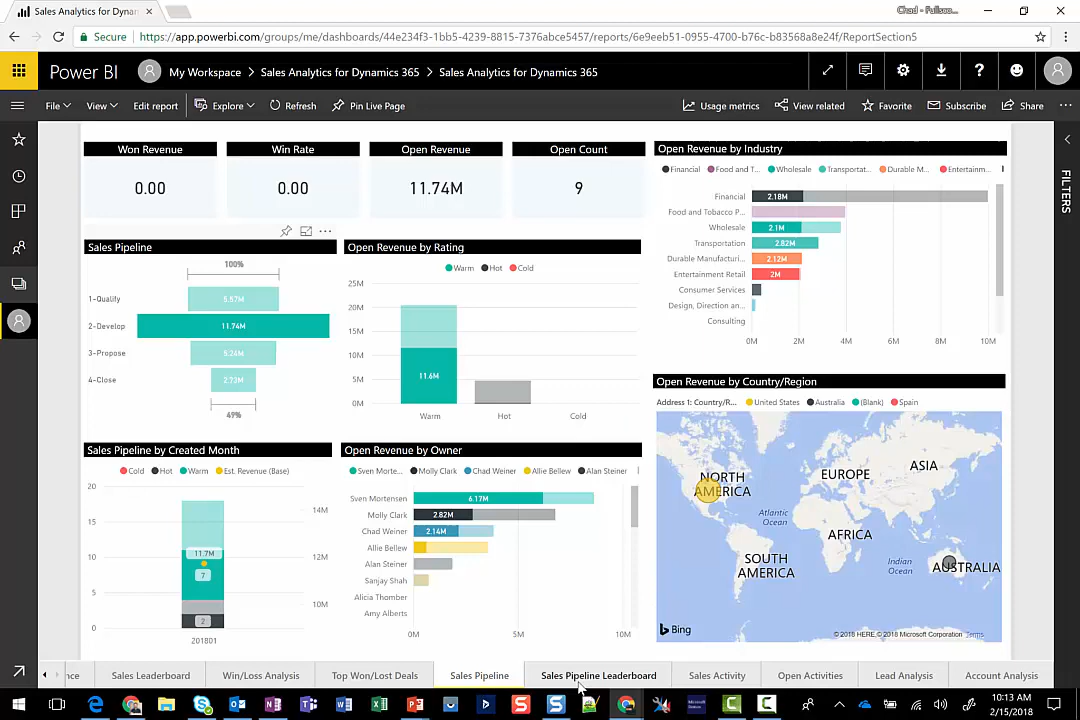 Sales Analytics for Dynam
Chad - Fullsco...
Secure
https://app.powerbi.com/groups/me/dashboards/44e234f3-1bb5-4239-8815-7376abce5457/reports/6e9eeb51-0955-4700-b76c-b83568a8e24f/ReportSection5
Power BI
My Workspace > Sales Analytics for Dynamics 365 > Sales Analytics for Dynamics 365
File View Edit report Explore Refresh Pin Live Page Usage metrics View related Favorite Subscribe Share
FILTERS
Won Revenue
0.00
Win Rate
0.00
Open Revenue
11.74M
Open Count
9
Open Revenue by Industry
Financial Food and T... Wholesale Transportat... Durable M... Entertainm...
Financial 2.18M
Food and Tobacco P...
Wholesale 2.1M
Transportation 2.82M
Durable Manufacturi... 2.12M
Entertainment Retail 2M
Consumer Services
Design, Direction an...
Consulting
0M 2M 4M 6M 8M 10M
Sales Pipeline
100%
1-Qualify 5.57M
2-Develop 11.74M
3-Propose 5.24M
4-Close 2.72M
49%
Open Revenue by Rating
Warm Hot Cold
25M
20M
15M
10M
5M
0M
11.6M
Warm Hot Cold
Open Revenue by Country/Region
Address 1: Country/R... United States Australia (Blank) Spain
NORTH AMERICA
EUROPE
ASIA
Atlantic Ocean
AFRICA
SOUTH AMERICA
Indian Ocean
AUSTRALIA
Bing
© 2018 HERE, © 2018 Microsoft Corporation Terms
Sales Pipeline by Created Month
Cold Hot Warm Est. Revenue (Base)
20
15
10
5
0
14M
12M
10M
11.7M
7
2
201801
Open Revenue by Owner
Sven Morte... Molly Clark Chad Weiner Allie Bellew Alan Steiner
Sven Mortensen 6.17M
Molly Clark 2.82M
Chad Weiner 2.14M
Allie Bellew
Alan Steiner
Sanjay Shah
Alicia Thomber
Amy Alberts
0M 5M 10M
nce Sales Leaderboard Win/Loss Analysis Top Won/Lost Deals Sales Pipeline Sales Pipeline Leaderboard Sales Activity Open Activities Lead Analysis Account Analysis
10:13 AM
2/15/2018